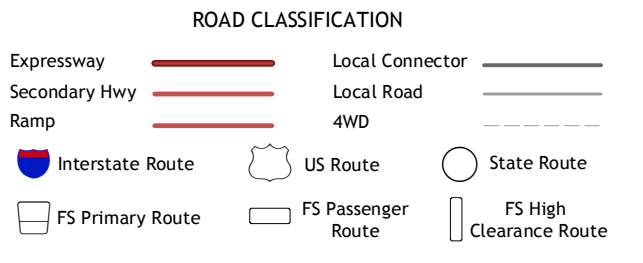 ROAD CLASSIFICATION
Expressway
Local Connector
Secondary Hwy
Local Road
Ramp
4WD
Interstate Route
US Route
State Route
FS Primary Route
FS Passenger
Route
FS High
Clearance Route